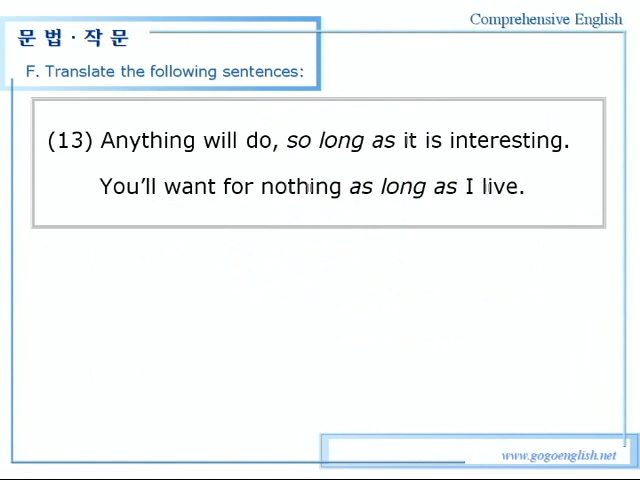 Comprehensive English
문 법 · 작 문
F. Translate the following sentences:
(13) Anything will do, so long as it is interesting.
You’ll want for nothing as long as I live.
www.gogoenglish.net